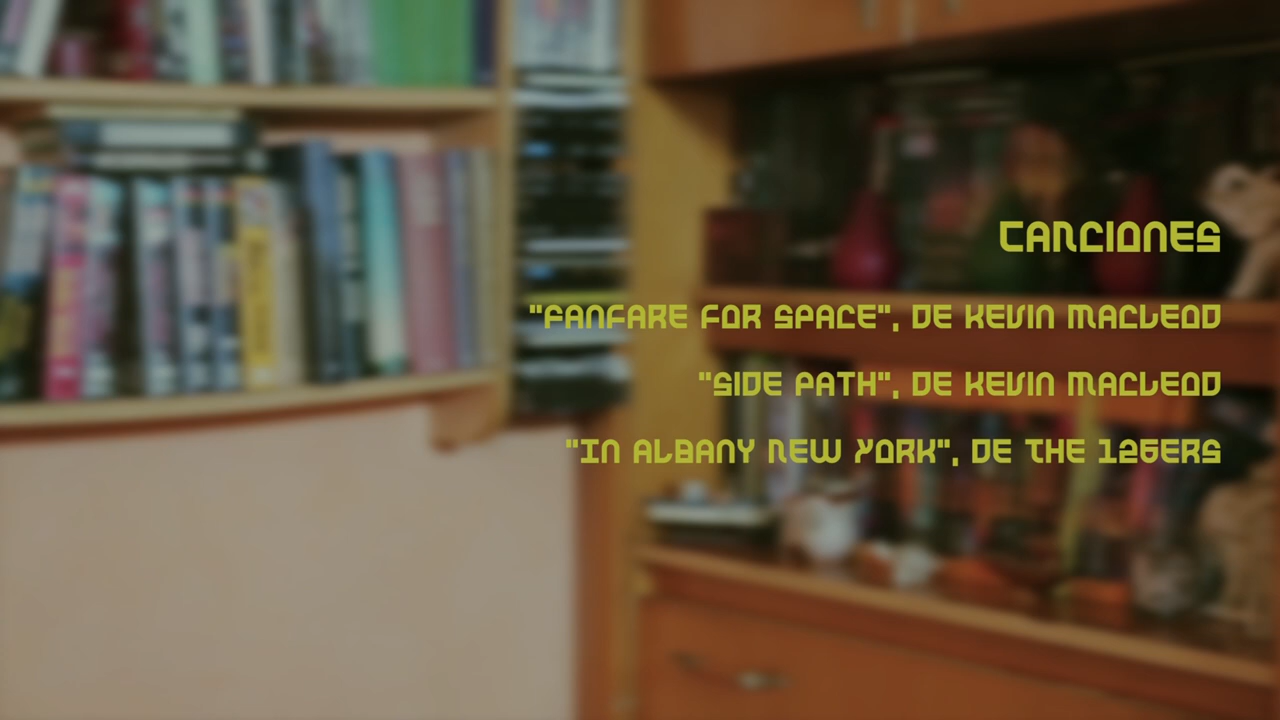 CANCIONES
"FANFARE FOR SPACE", DE KEVIN MACLEOD
"SIDE PATH", DE KEVIN MACLEOD
"IN ALBANY NEW YORK", DE THE 126ERS